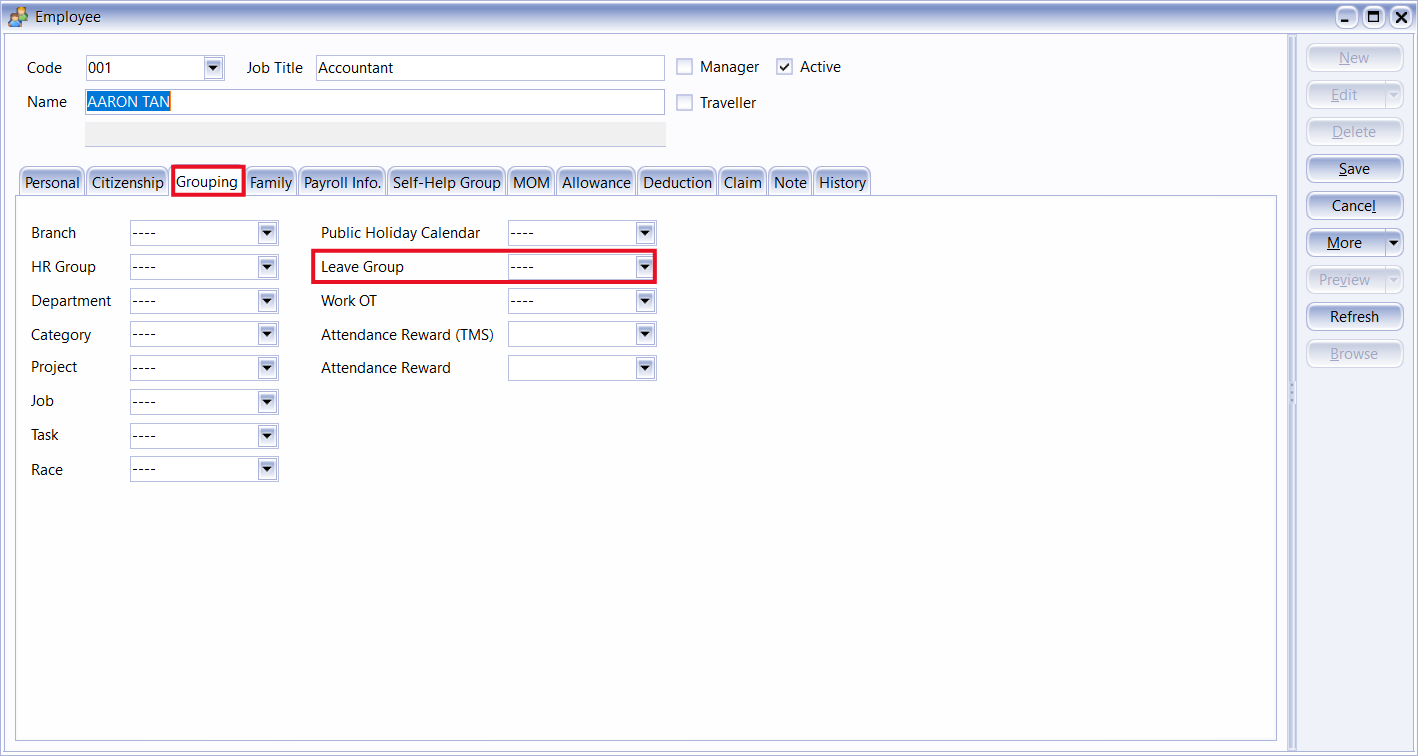 Employee
Code 001 Job Title Accountant Manager Active New
Name AARON TAN Traveller Edit
Delete
Personal Citizenship Grouping Family Payroll Info. Self-Help Group MOM Allowance Deduction Claim Note History Save
Cancel
Branch ---- Public Holiday Calendar ---- More
HR Group ---- Leave Group ---- Preview
Department ---- Work OT ---- Refresh
Category ---- Attendance Reward (TMS) Browse
Project ---- Attendance Reward
Job ----
Task ----
Race ----